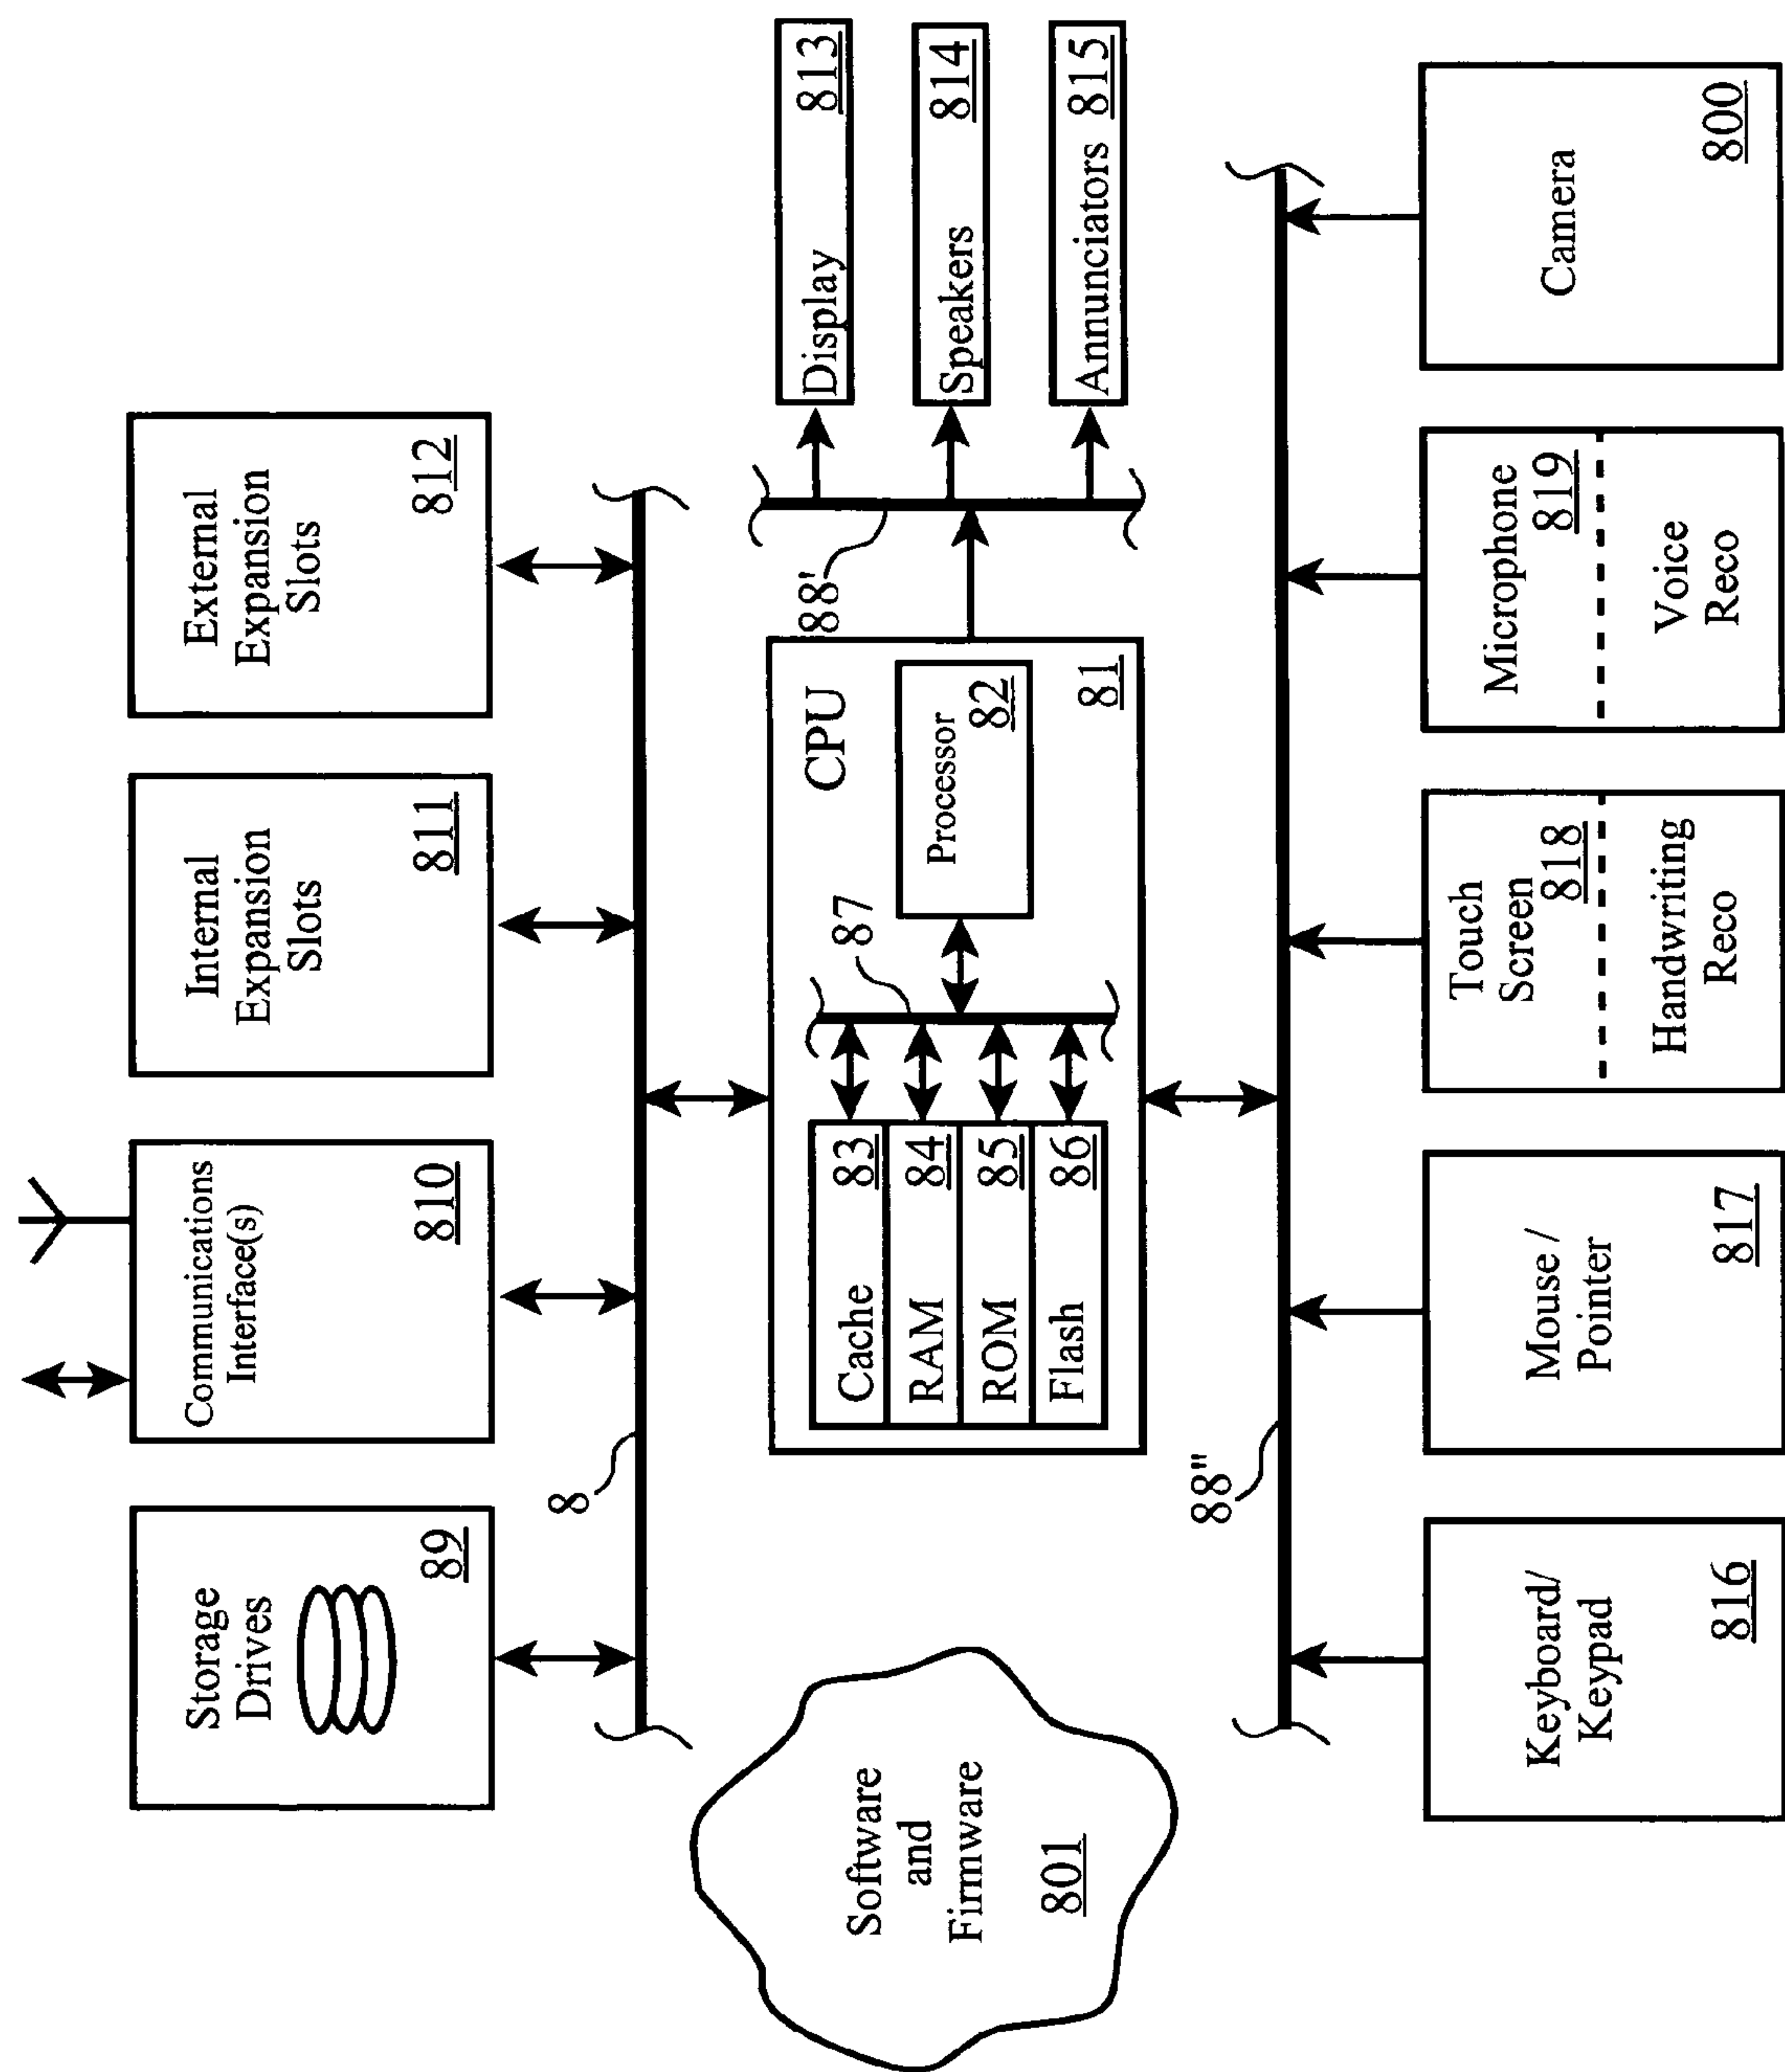 Storage
Drives
89
Communications
Interface(s)
810
Internal
Expansion
Slots
811
External
Expansion
Slots
812
8
CPU
Cache 83
RAM 84
ROM 85
Flash 86
87
Processor
82
81
88'
Display 813
Speakers 814
Annunciators 815
Software
and
Firmware
801
88"
Keyboard/
Keypad
816
Mouse /
Pointer
817
Touch
Screen
818
Handwriting
Reco
Microphone
819
Voice
Reco
Camera
800